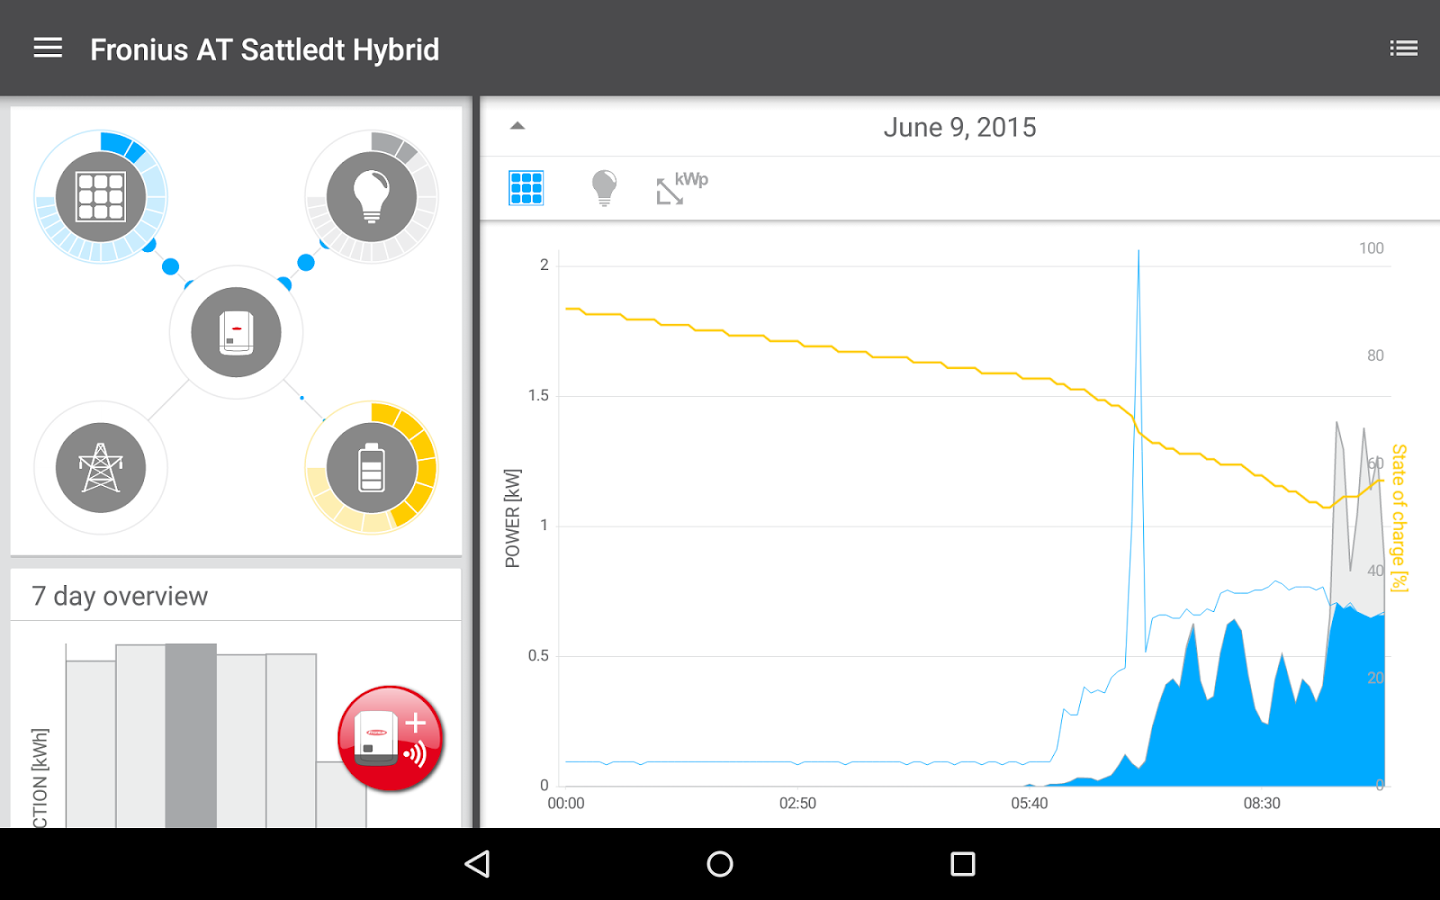 Fronius AT Sattledt Hybrid
June 9, 2015
kWp
2
1.5
1
0.5
0
POWER [kW]
100
80
60
40
20
0
State of charge [%]
00:00
02:50
05:40
08:30
7 day overview
CTION [kWh]